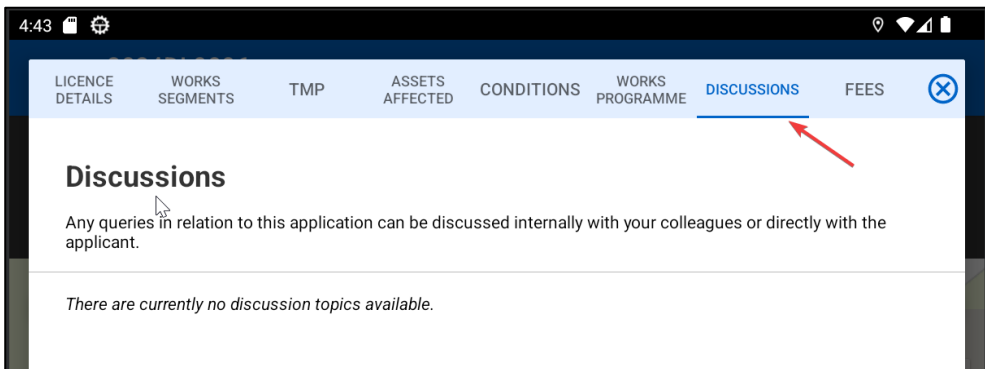 4:43
LICENCE DETAILS
WORKS SEGMENTS
TMP
ASSETS AFFECTED
CONDITIONS
WORKS PROGRAMME
DISCUSSIONS
FEES
Discussions
Any queries in relation to this application can be discussed internally with your colleagues or directly with the
applicant.
There are currently no discussion topics available.